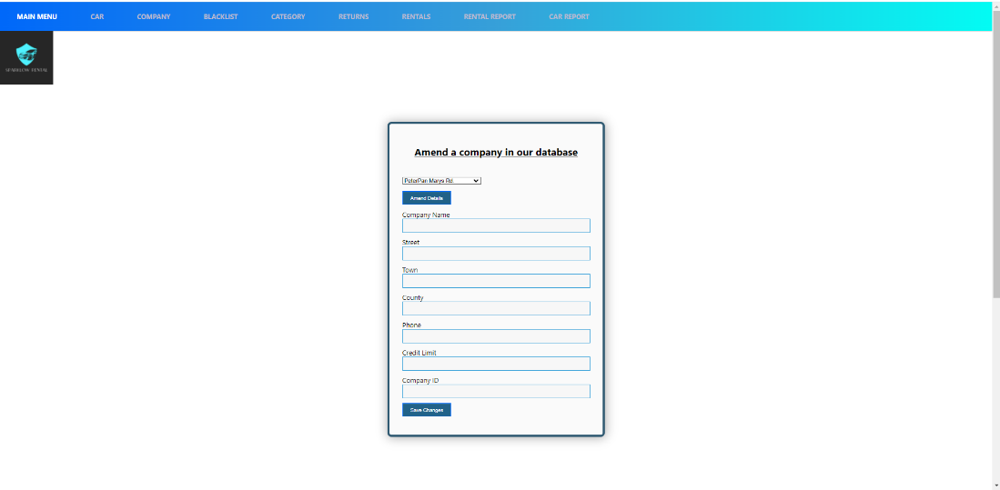 MAIN MENU CAR COMPANY BLACKLIST CATEGORY RETURNS RENTALS RENTAL REPORT CAR REPORT
Amend a company in our database
PeterPan Marys Rd.
Amend Details
Company Name
Street
Town
County
Phone
Credit Limit
Company ID
Save Changes